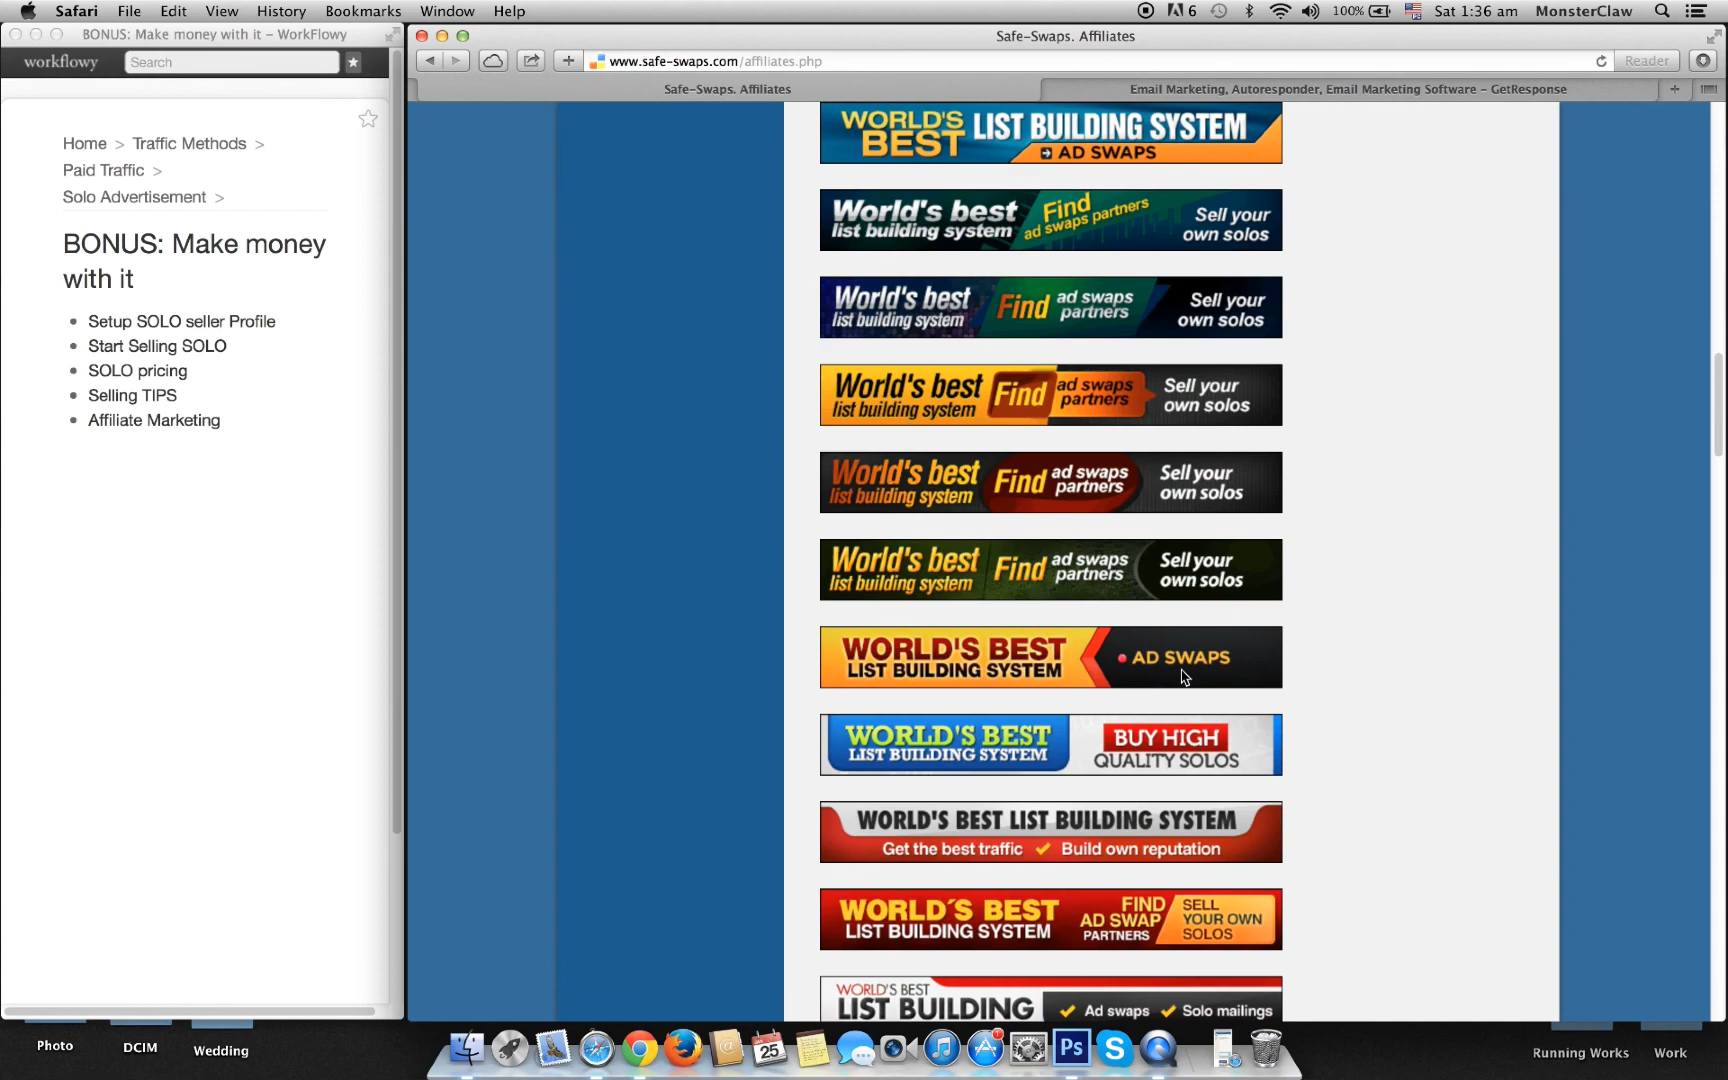 Safari File Edit View History Bookmarks Window Help
6 100% Sat 1:36 am MonsterClaw
BONUS: Make money with it – WorkFlowy
workflowy Search
Home > Traffic Methods >
Paid Traffic >
Solo Advertisement >
BONUS: Make money
with it
• Setup SOLO seller Profile
• Start Selling SOLO
• SOLO pricing
• Selling TIPS
• Affiliate Marketing
Safe-Swaps. Affiliates
www.safe-swaps.com/affiliates.php Reader
Safe-Swaps. Affiliates
Email Marketing, Autoresponder, Email Marketing Software – GetResponse
WORLD'S BEST LIST BUILDING SYSTEM
AD SWAPS
World's best list building system
Find ad swaps partners
Sell your own solos
World's best list building system
Find ad swaps partners
Sell your own solos
World's best list building system
Find ad swaps partners
Sell your own solos
World's best list building system
Find ad swaps partners
Sell your own solos
World's best list building system
Find ad swaps partners
Sell your own solos
WORLD'S BEST
LIST BUILDING SYSTEM
• AD SWAPS
WORLD'S BEST
LIST BUILDING SYSTEM
BUY HIGH
QUALITY SOLOS
WORLD'S BEST LIST BUILDING SYSTEM
Get the best traffic ✓ Build own reputation
WORLD´S BEST
LIST BUILDING SYSTEM
FIND
AD SWAP
PARTNERS
SELL
YOUR OWN
SOLOS
WORLD'S BEST
LIST BUILDING
✓ Ad swaps ✓ Solo mailings
Photo
DCIM
Wedding
25
Ps
Running Works
Work